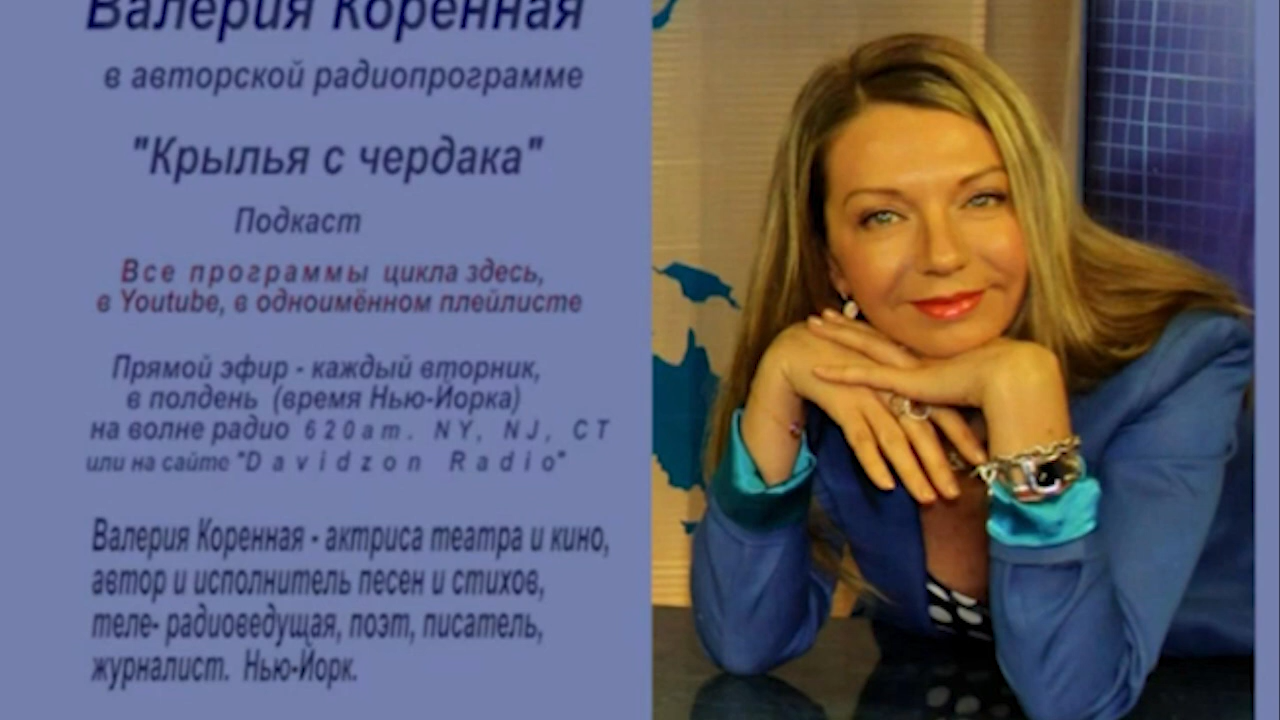 Валерия Коренная
в авторской радиопрограмме
"Крылья с чердака"
Подкаст
Все программы цикла здесь,
в Youtube, в одноимённом плейлисте
Прямой эфир - каждый вторник,
в полдень (время Нью-Йорка)
на волне радио 620am. NY, NJ, CT
или на сайте "Davidzon Radio"
Валерия Коренная - актриса театра и кино,
автор и исполнитель песен и стихов,
теле- радиоведущая, поэт, писатель,
журналист. Нью-Йорк.